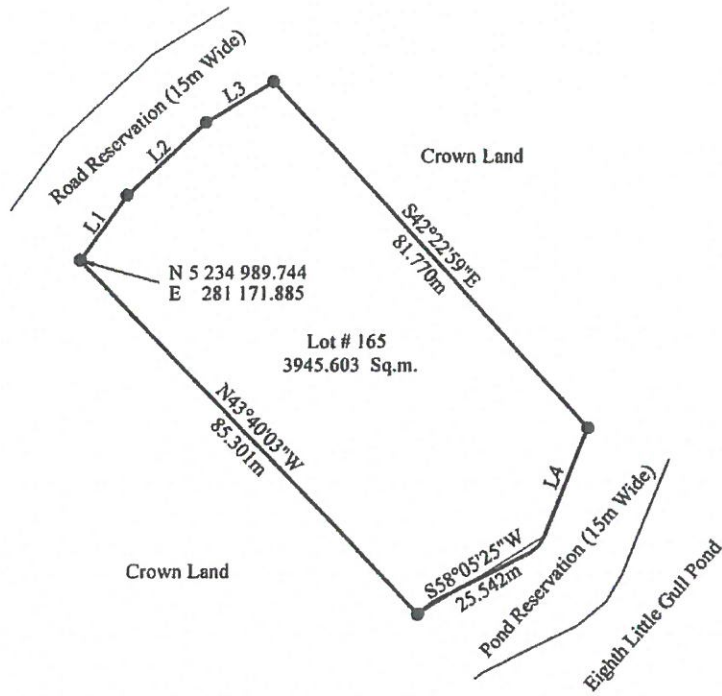 Road Reservation (15m Wide)
L3
L2
L1
Crown Land
S42°22'59"E
81.770m
N 5 234 989.744
E 281 171.885
Lot # 165
3945.603 Sq.m.
N43°40'03"W
85.301m
L4
S58°05'25"W
25.542m
Crown Land
Pond Reservation (15m Wide)
Eighth Little Gull Pond